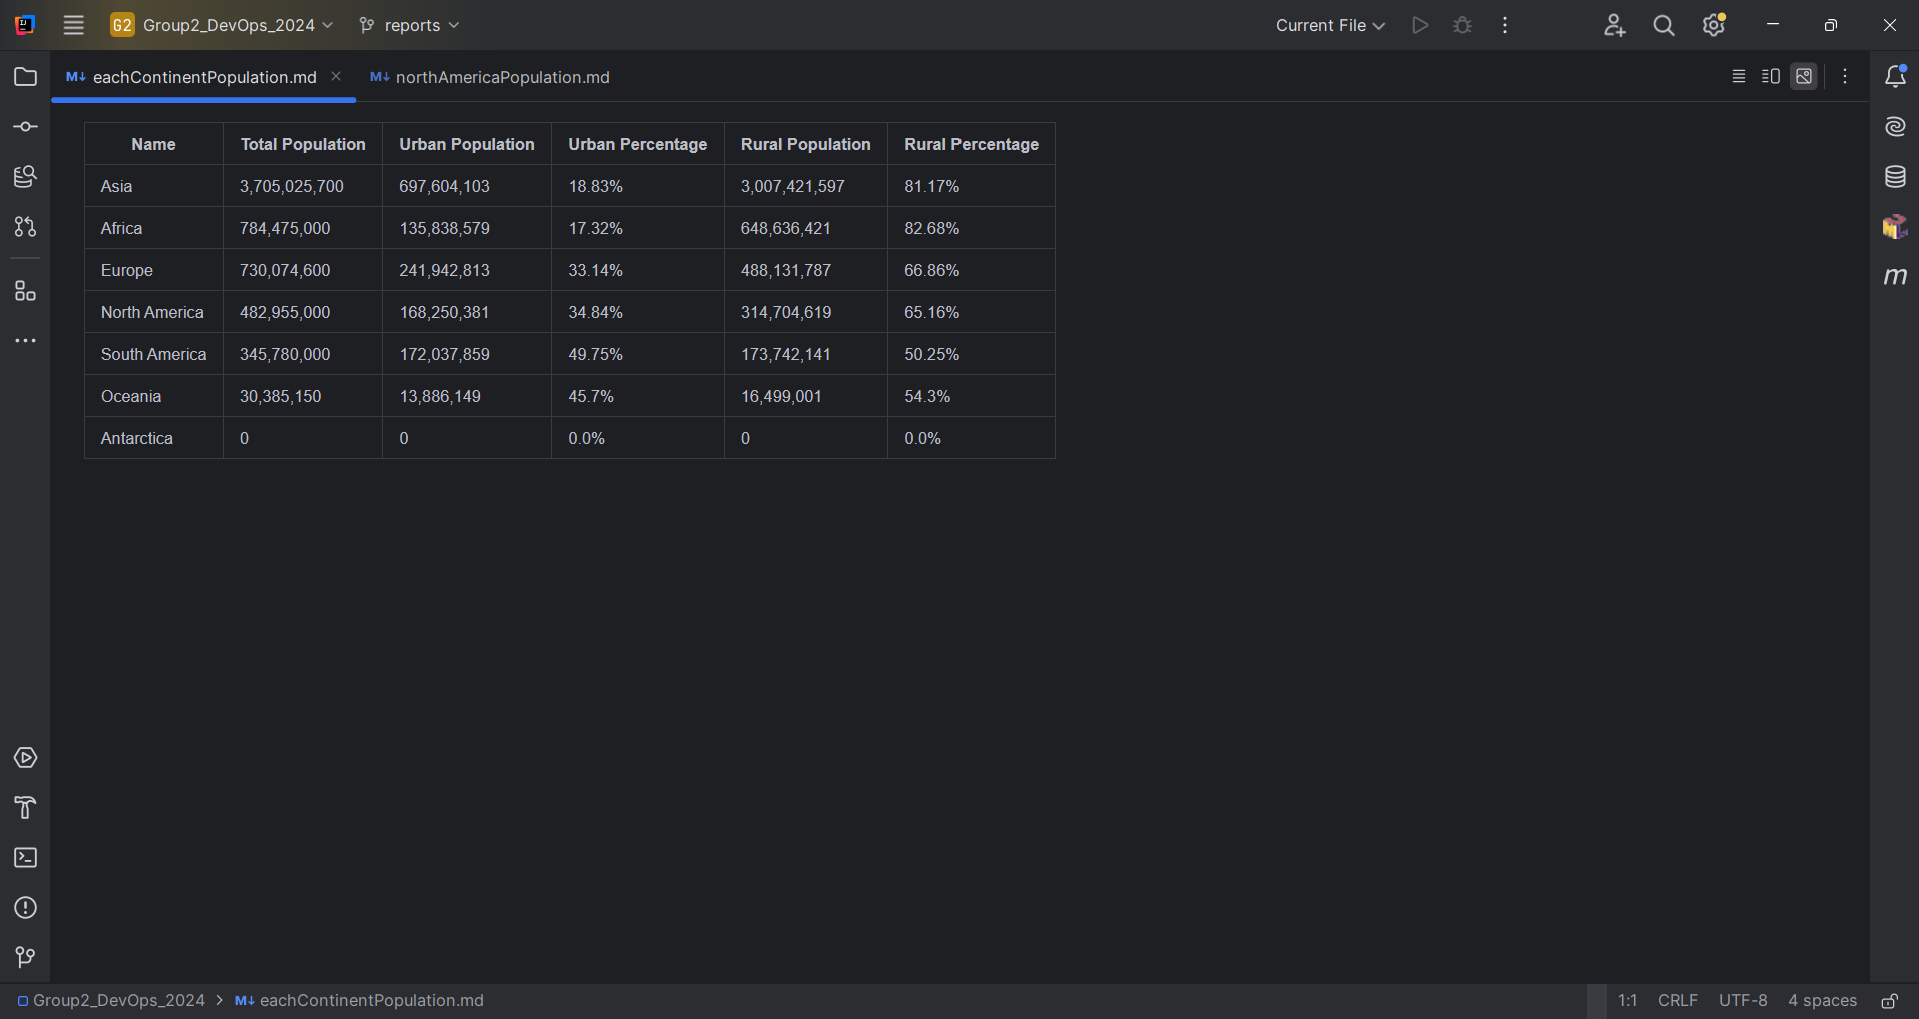 G2 Group2_DevOps_2024 reports Current File
M↓ eachContinentPopulation.md M↓ northAmericaPopulation.md
Name Total Population Urban Population Urban Percentage Rural Population Rural Percentage
Asia 3,705,025,700 697,604,103 18.83% 3,007,421,597 81.17%
Africa 784,475,000 135,838,579 17.32% 648,636,421 82.68%
Europe 730,074,600 241,942,813 33.14% 488,131,787 66.86%
North America 482,955,000 168,250,381 34.84% 314,704,619 65.16%
South America 345,780,000 172,037,859 49.75% 173,742,141 50.25%
Oceania 30,385,150 13,886,149 45.7% 16,499,001 54.3%
Antarctica 0 0 0.0% 0 0.0%
m
Group2_DevOps_2024 > M↓ eachContinentPopulation.md 1:1 CRLF UTF-8 4 spaces